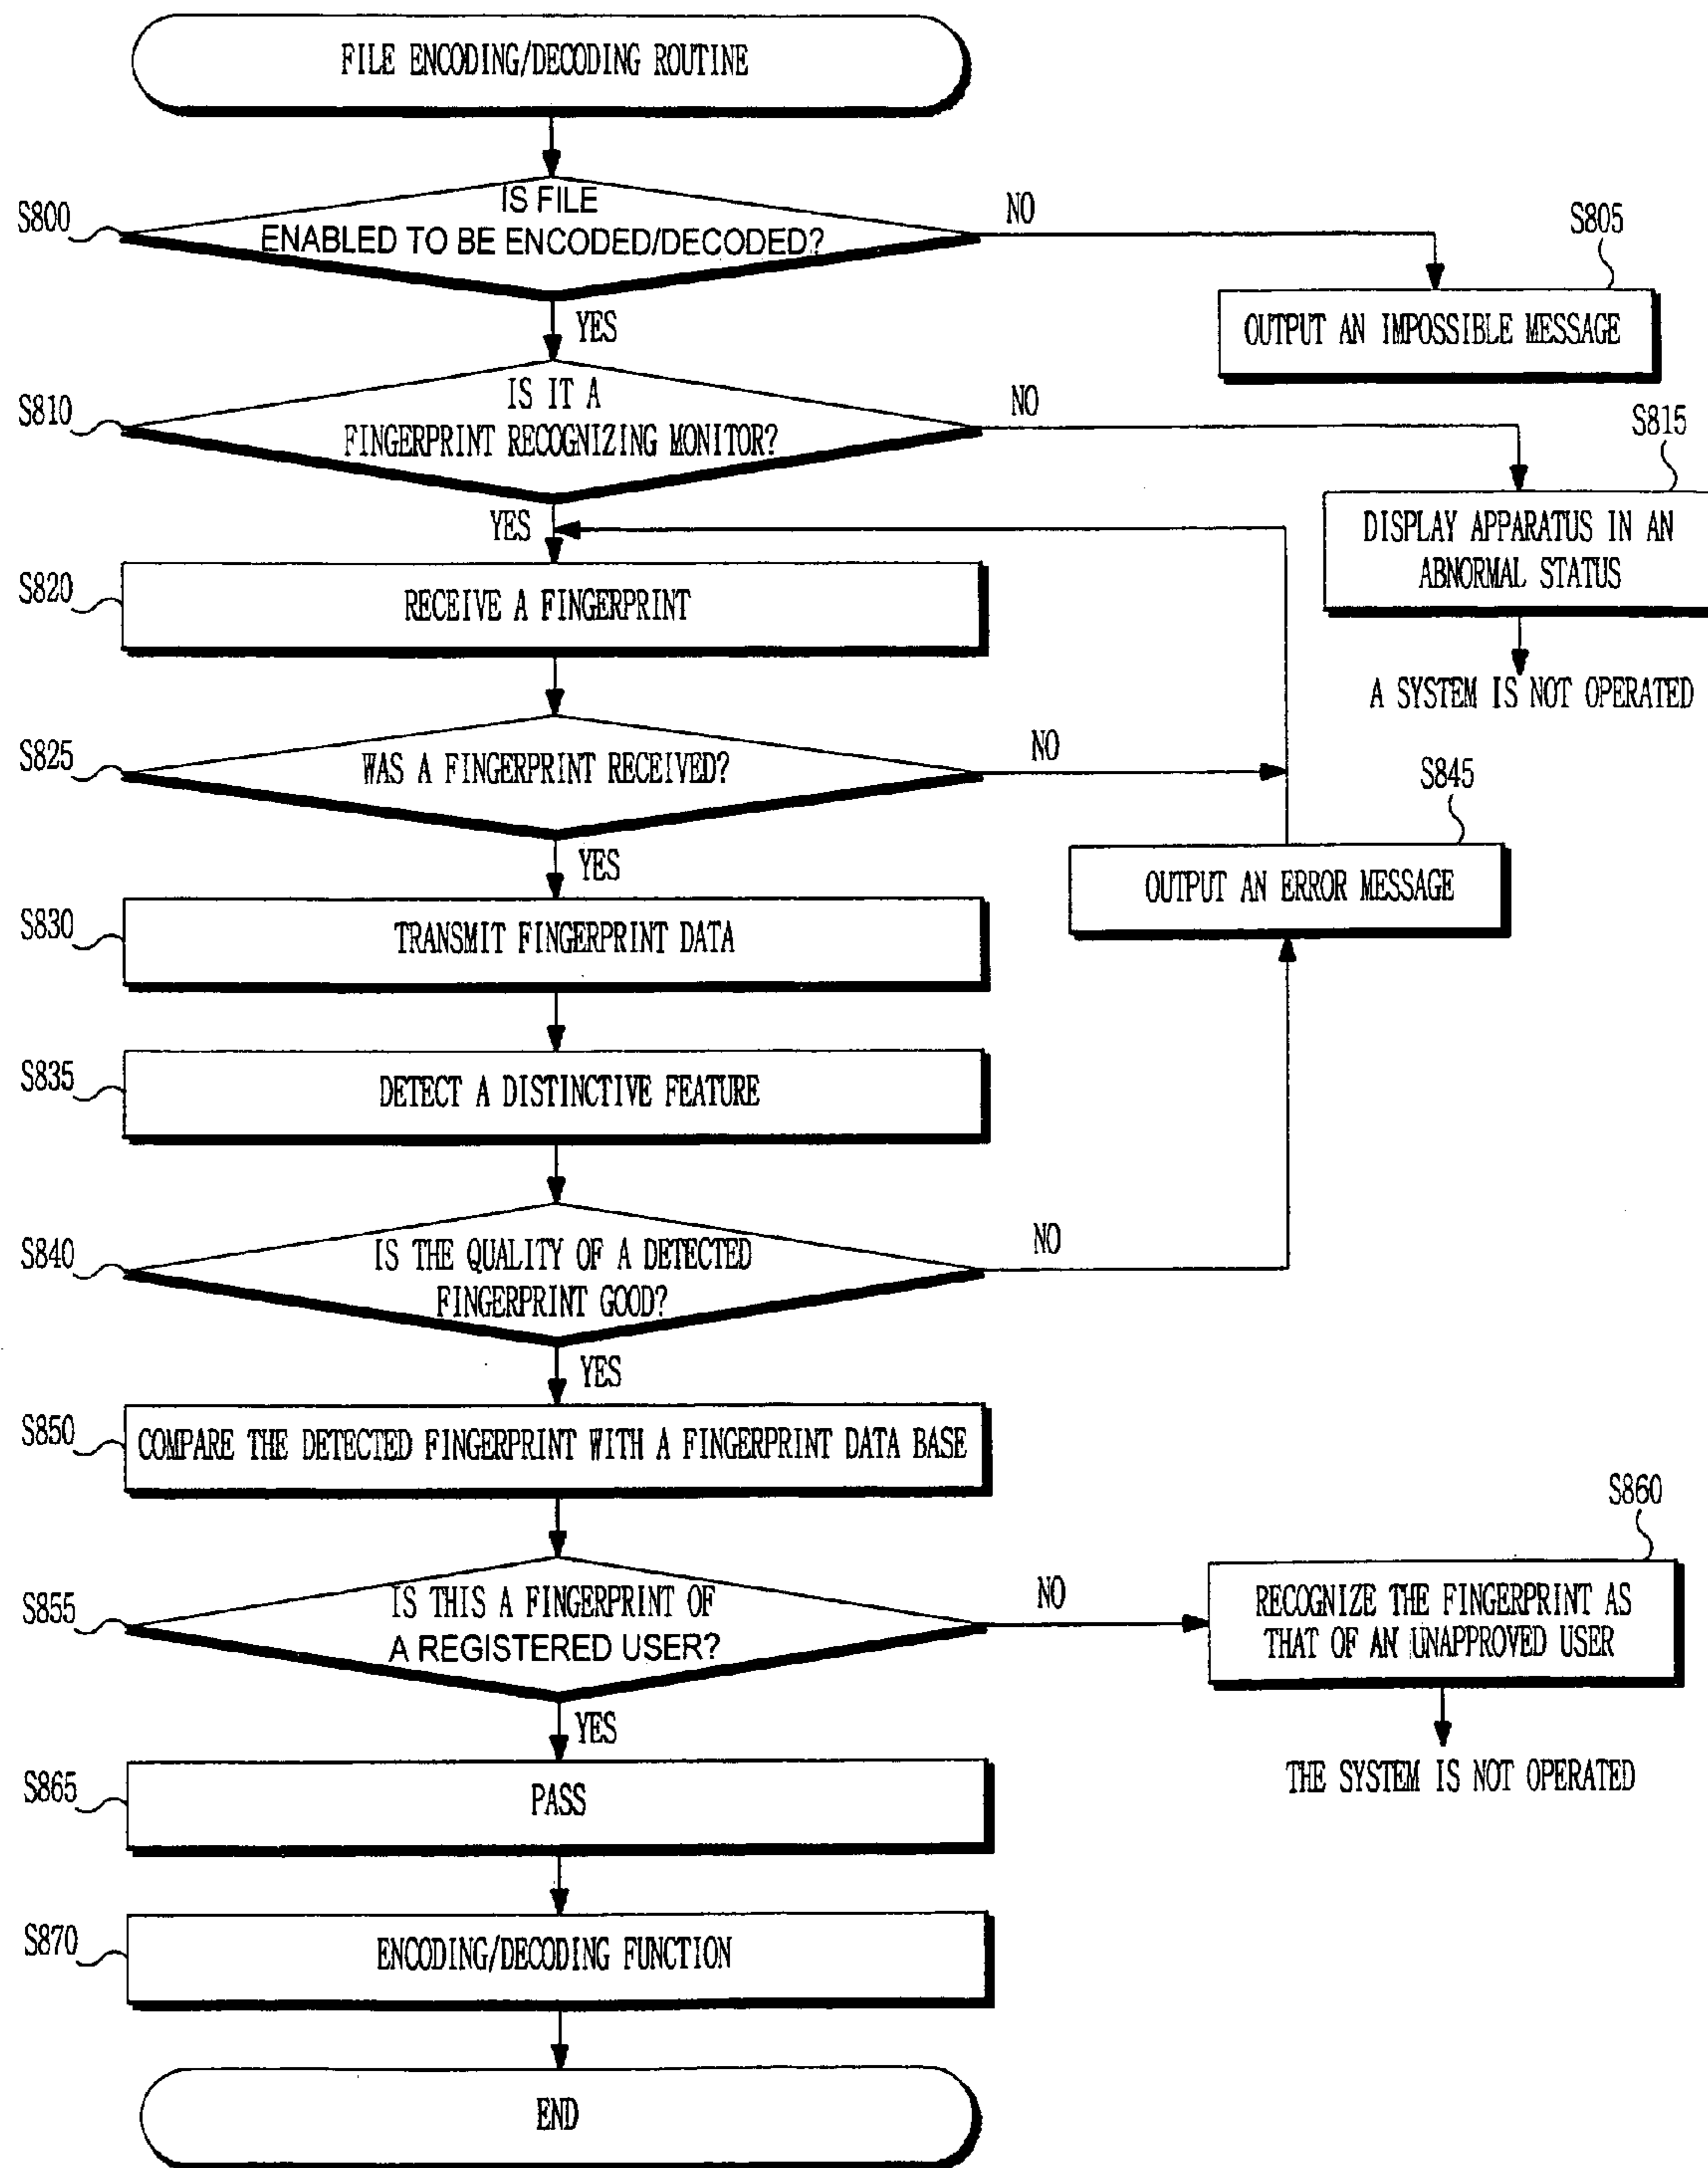 FILE ENCODING/DECODING ROUTINE
S800
IS FILE
ENABLED TO BE ENCODED/DECODED?
NO
S805
OUTPUT AN IMPOSSIBLE MESSAGE
YES
S810
IS IT A
FINGERPRINT RECOGNIZING MONITOR?
NO
S815
DISPLAY APPARATUS IN AN
ABNORMAL STATUS
A SYSTEM IS NOT OPERATED
YES
S820
RECEIVE A FINGERPRINT
S825
WAS A FINGERPRINT RECEIVED?
NO
S845
OUTPUT AN ERROR MESSAGE
YES
S830
TRANSMIT FINGERPRINT DATA
S835
DETECT A DISTINCTIVE FEATURE
S840
IS THE QUALITY OF A DETECTED
FINGERPRINT GOOD?
NO
YES
S850
COMPARE THE DETECTED FINGERPRINT WITH A FINGERPRINT DATA BASE
S855
IS THIS A FINGERPRINT OF
A REGISTERED USER?
NO
S860
RECOGNIZE THE FINGERPRINT AS
THAT OF AN UNAPPROVED USER
THE SYSTEM IS NOT OPERATED
YES
S865
PASS
S870
ENCODING/DECODING FUNCTION
END